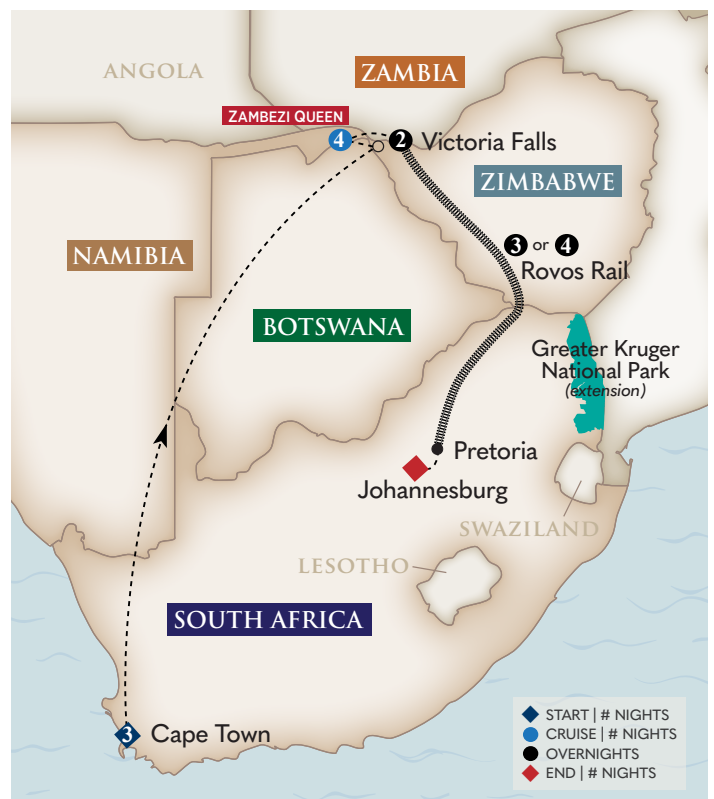 ANGOLA
ZAMBIA
ZAMBEZI QUEEN
4
2 Victoria Falls
ZIMBABWE
NAMIBIA
3 or 4
Rovos Rail
BOTSWANA
Greater Kruger
National Park
(extension)
Pretoria
Johannesburg
SWAZILAND
LESOTHO
SOUTH AFRICA
3 Cape Town
START | # NIGHTS
CRUISE | # NIGHTS
OVERNIGHTS
END | # NIGHTS